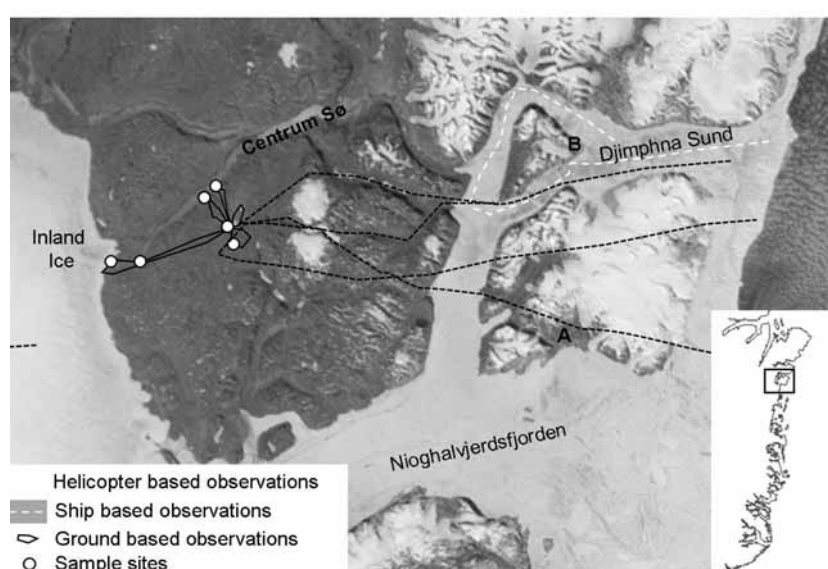 Centrum Sø
B
Djimphna Sund
Inland
Ice
A
Nioghalvjerdsfjorden
Helicopter based observations
Ship based observations
Ground based observations
Sample sites